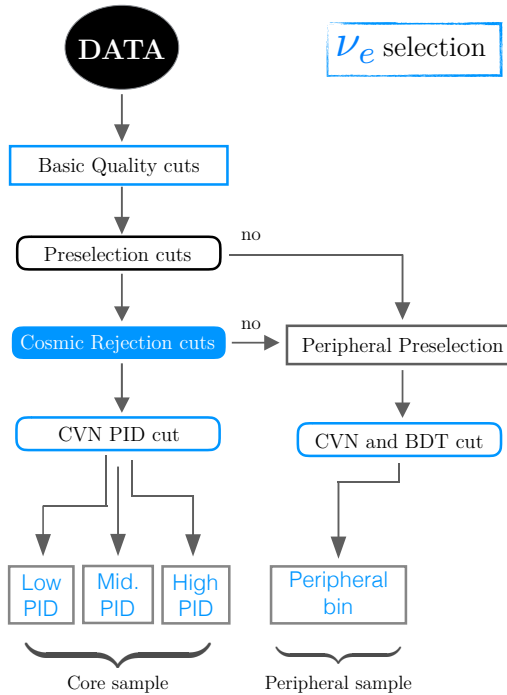 DATA
νe selection
Basic Quality cuts
no
Preselection cuts
no
Cosmic Rejection cuts
Peripheral Preselection
CVN PID cut
CVN and BDT cut
Low
PID
Mid.
PID
High
PID
Peripheral
bin
Core sample
Peripheral sample